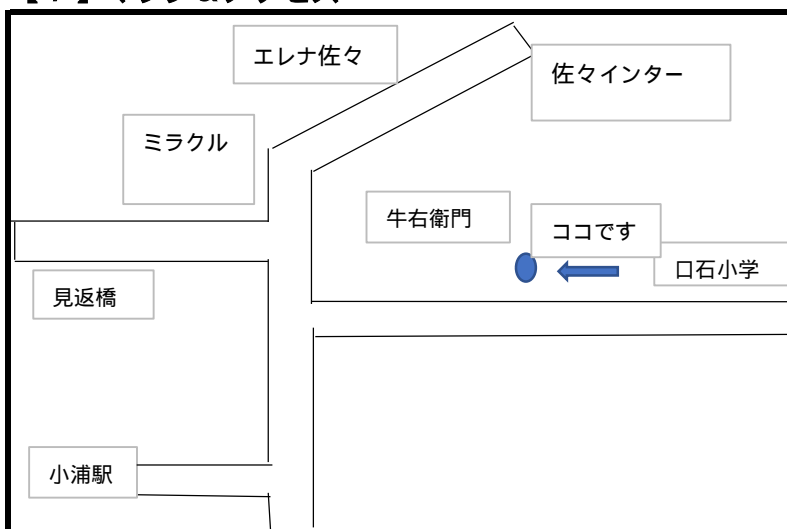 エレナ佐々
佐々インター
ミラクル
牛右衛門
ココです
口石小学
見返橋
小浦駅